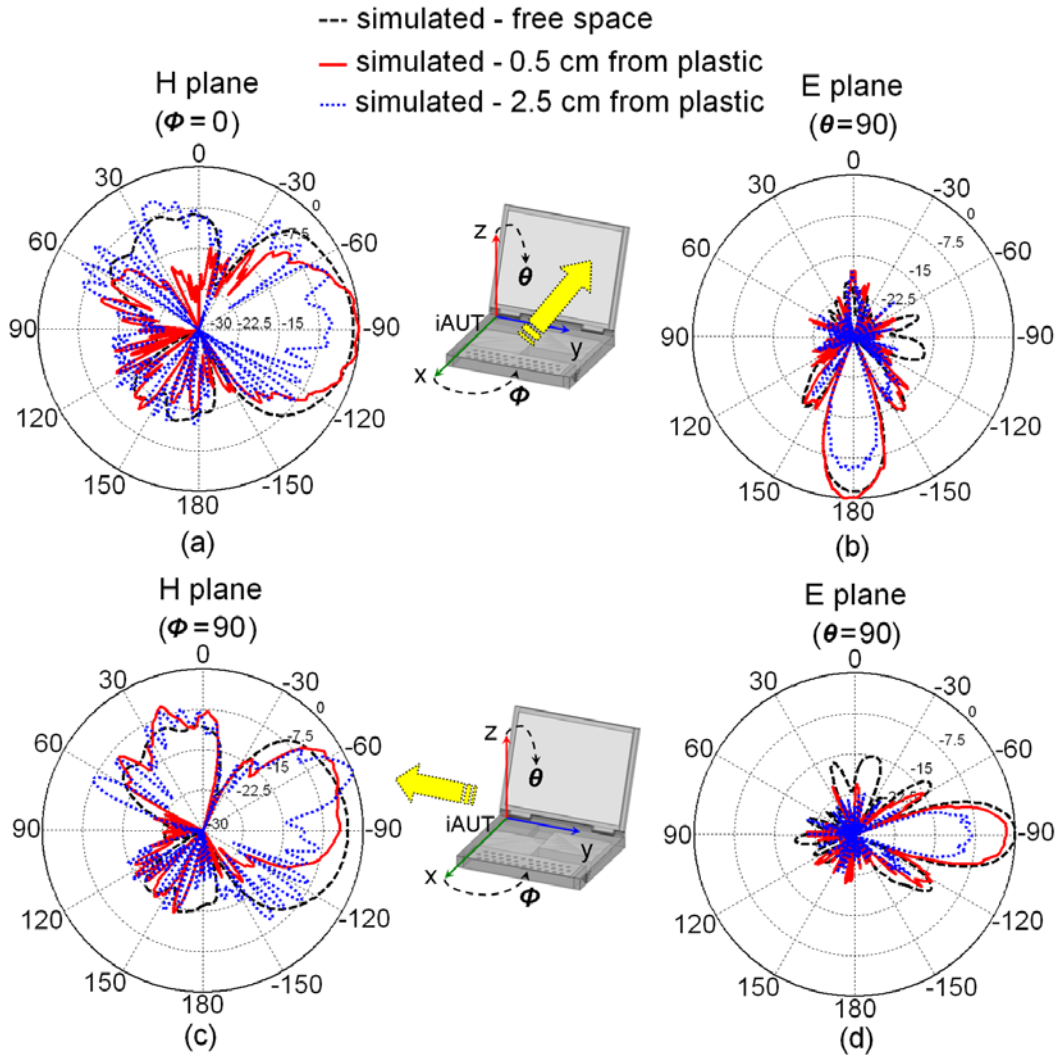 simulated - free space
simulated - 0.5 cm from plastic
simulated - 2.5 cm from plastic
H plane
(Φ=0)
E plane
(θ=90)
0
30
-30
60
-60
90
-90
120
-120
150
-150
180
0
-7.5
-15
-22.5
-30
(a)
z
θ
iAUT
y
x
Φ
0
30
-30
60
-60
90
-90
120
-120
150
-150
180
0
-7.5
-15
-22.5
(b)
H plane
(Φ=90)
E plane
(θ=90)
0
30
-30
60
-60
90
-90
120
-120
150
-150
180
0
-7.5
-15
-22.5
-30
(c)
z
θ
iAUT
y
x
Φ
0
30
-30
60
-60
90
-90
120
-120
150
-150
180
0
-7.5
-15
(d)